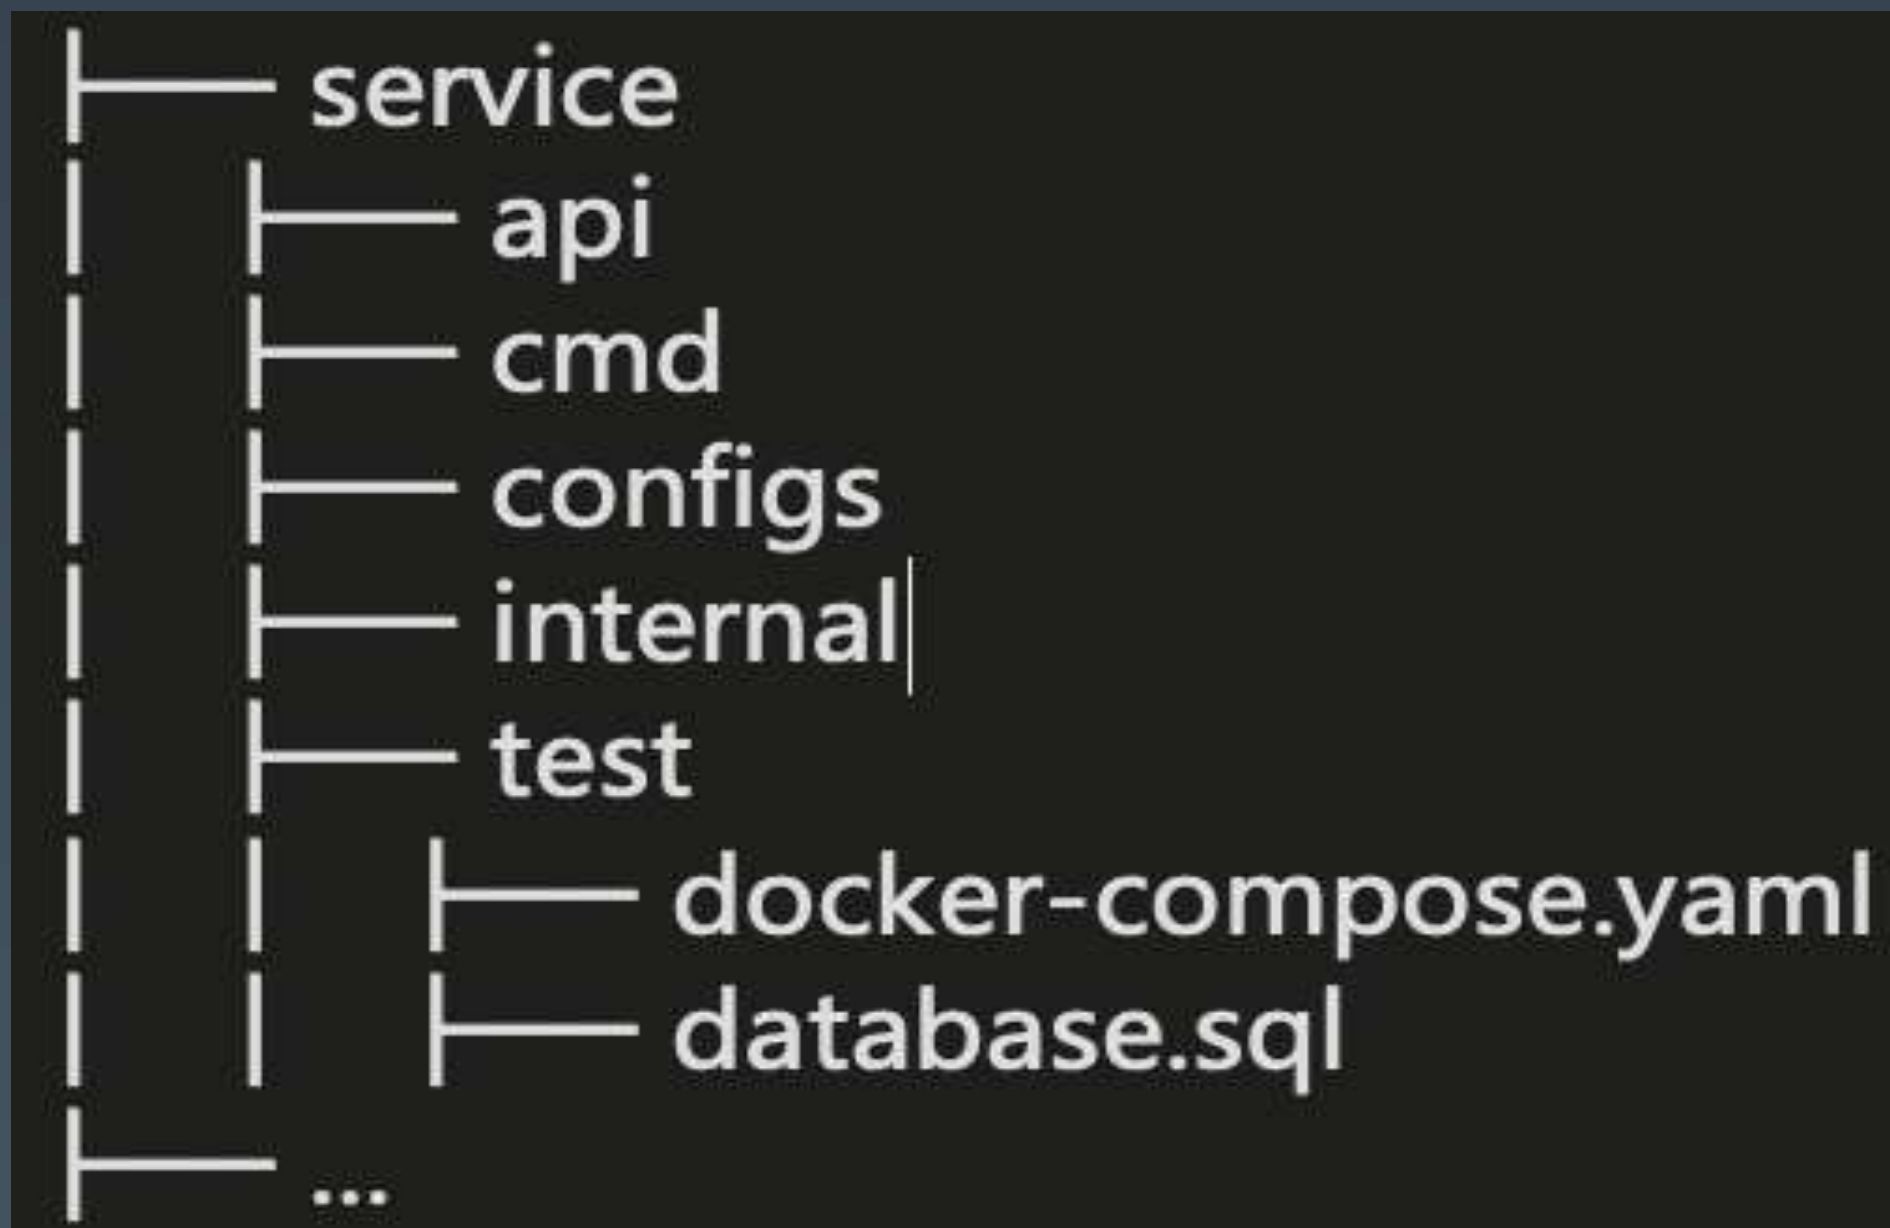 ├── service
│   ├── api
│   ├── cmd
│   ├── configs
│   ├── internal
│   ├── test
│   │   ├── docker-compose.yaml
│   │   ├── database.sql
├── ...